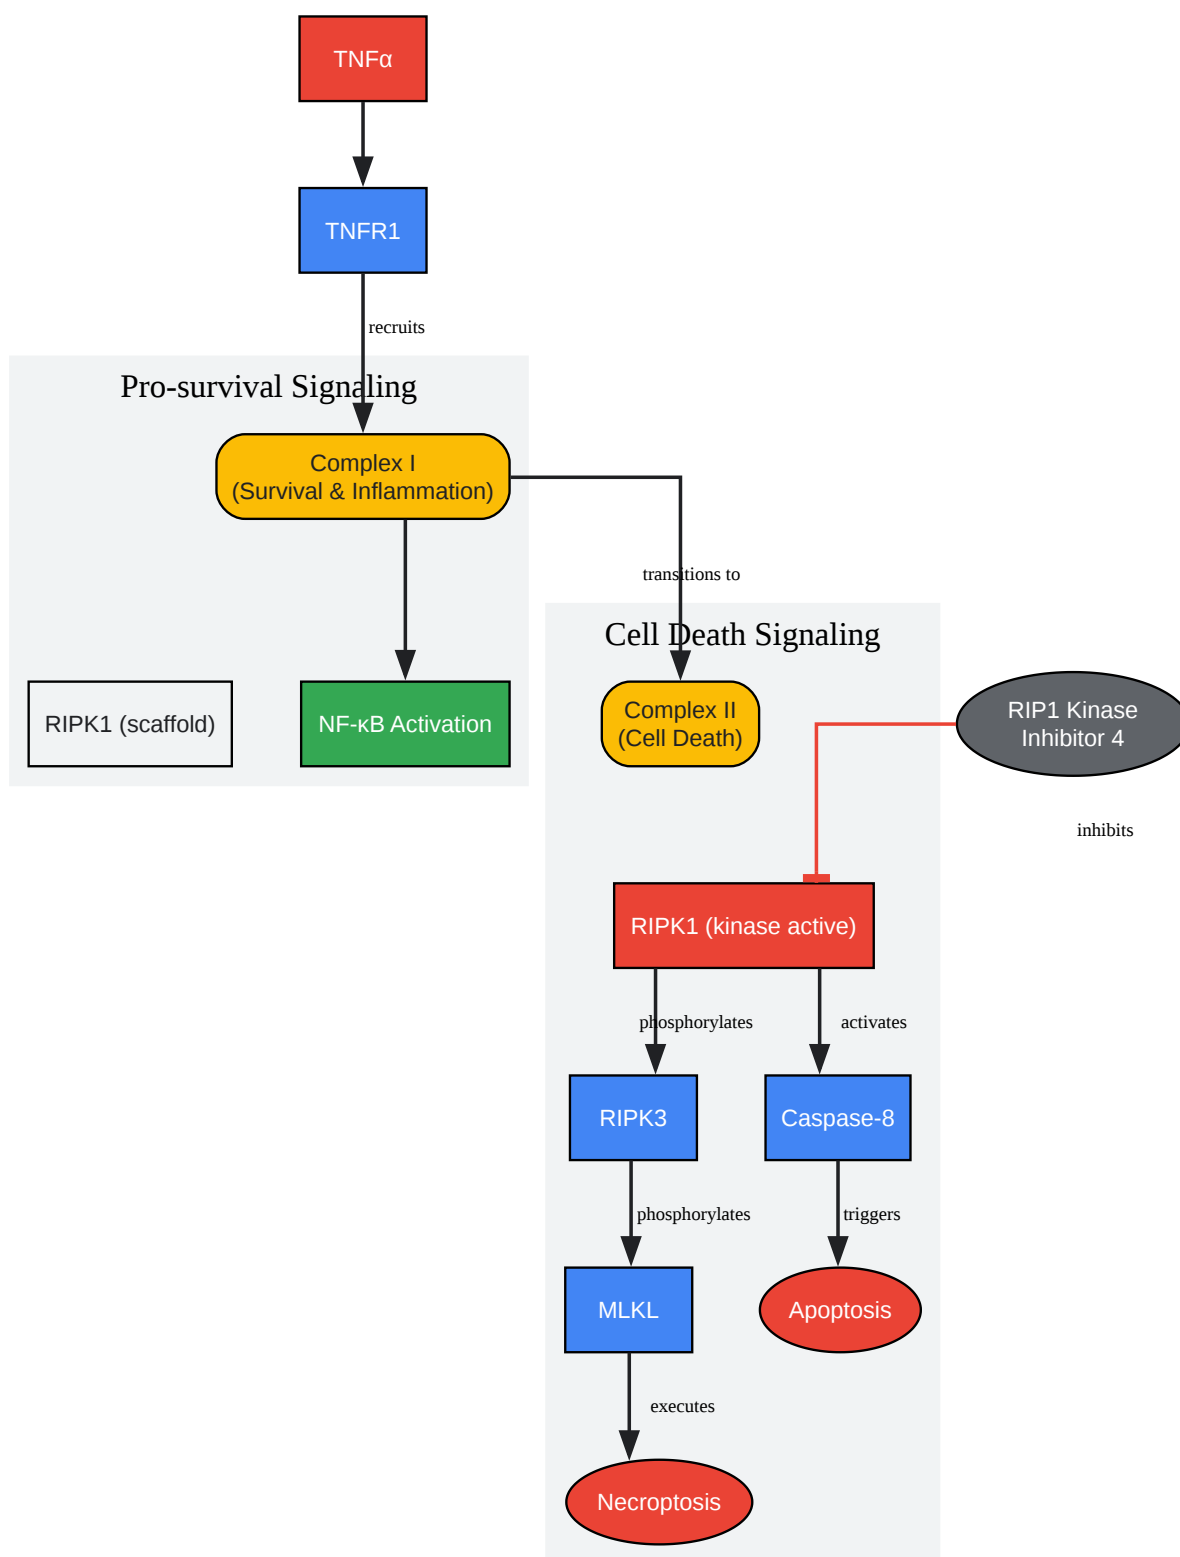 TNFα
TNFR1
recruits
Pro-survival Signaling
Complex I
(Survival & Inflammation)
transitions to
Cell Death Signaling
RIPK1 (scaffold)
NF-κB Activation
Complex II
(Cell Death)
RIP1 Kinase
Inhibitor 4
inhibits
RIPK1 (kinase active)
phosphorylates
activates
RIPK3
Caspase-8
phosphorylates
triggers
MLKL
Apoptosis
executes
Necroptosis